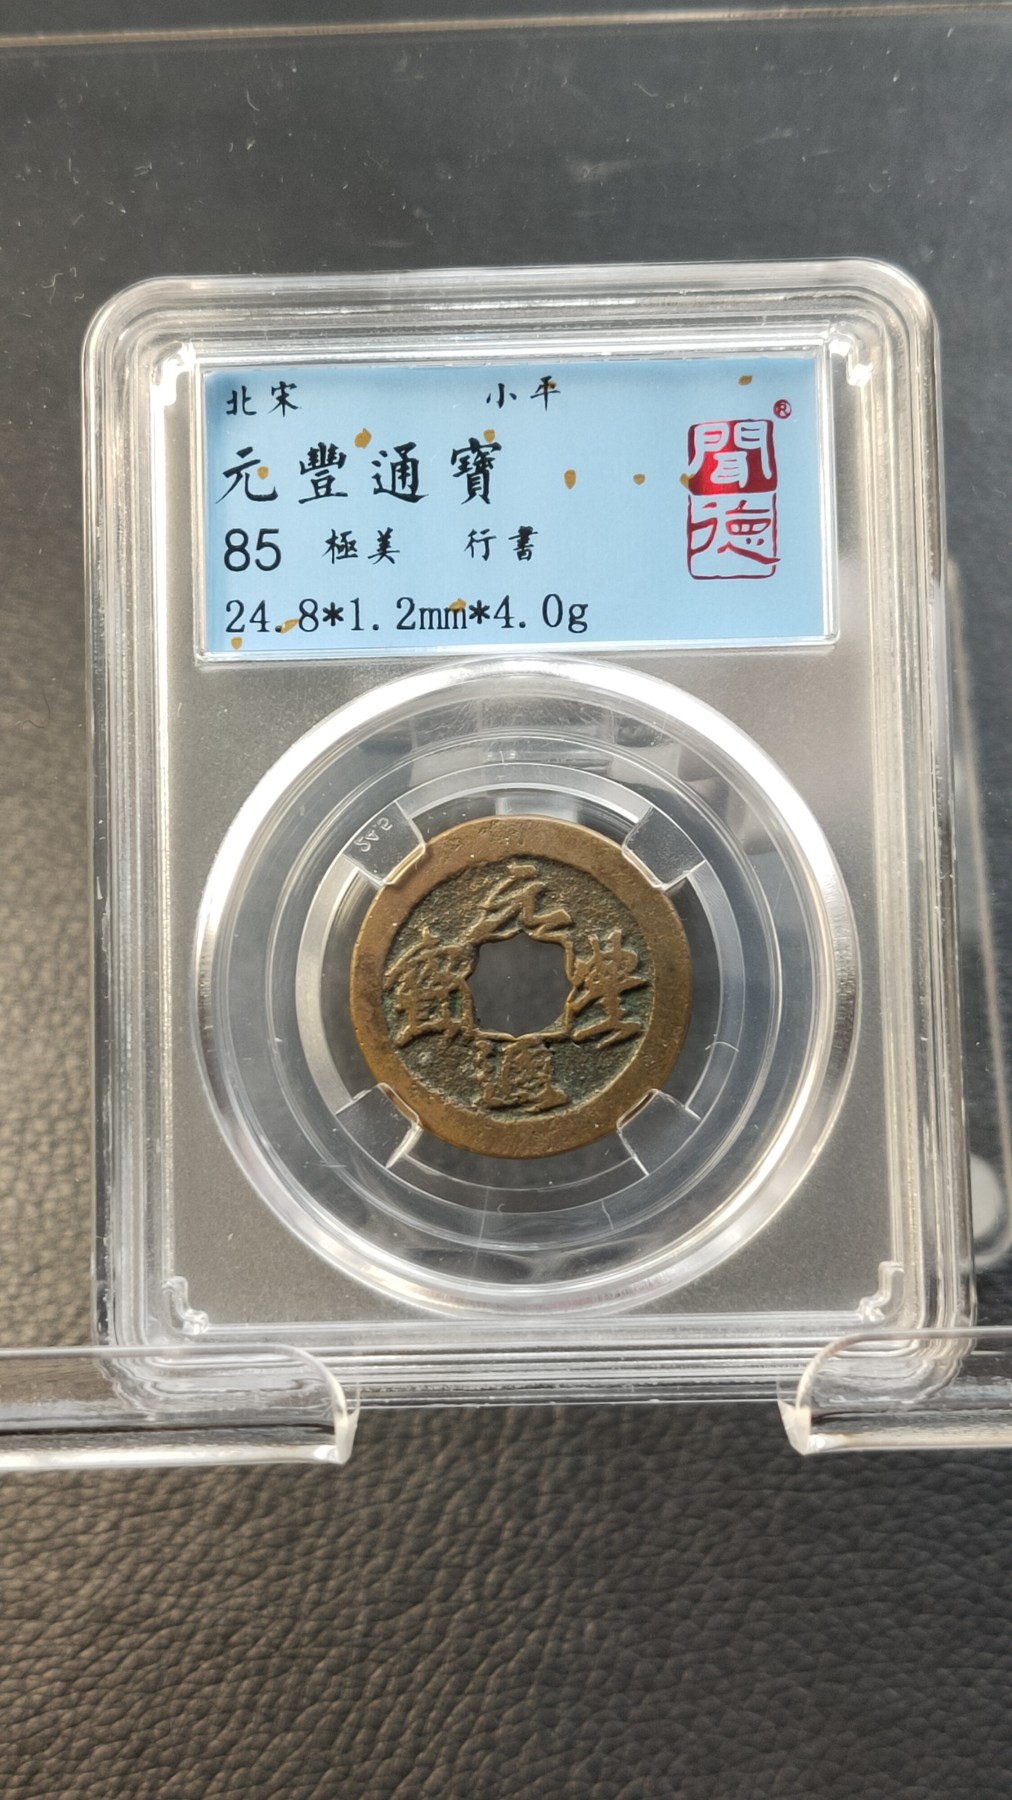 北宋 小平
元豐通寶
85 極美 行書
24.8*1.2mm*4.0g
聞德
®
元豐通寶